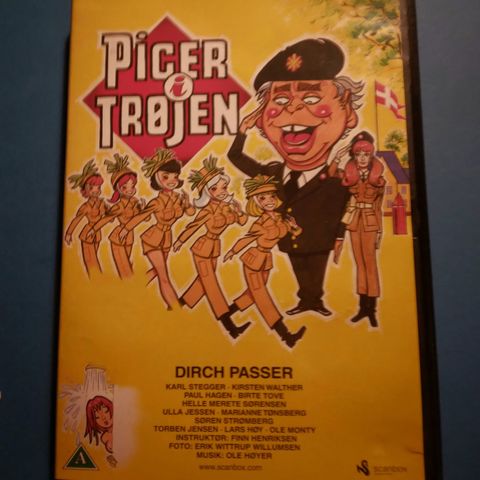 PIGER
i
TRØJEN
DIRCH PASSER
KARL STEGGER · KIRSTEN WALTHER
PAUL HAGEN · BIRTE TOVE
HELLE MERETE SØRENSEN
ULLA JESSEN · MARIANNE TØNSBERG
SØREN STRØMBERG
TORBEN JENSEN · LARS HØY · OLE MONTY
INSTRUKTØR: FINN HENRIKSEN
FOTO: ERIK WITTRUP WILLUMSEN
MUSIK: OLE HØYER
A
www.scanbox.com
scanbox